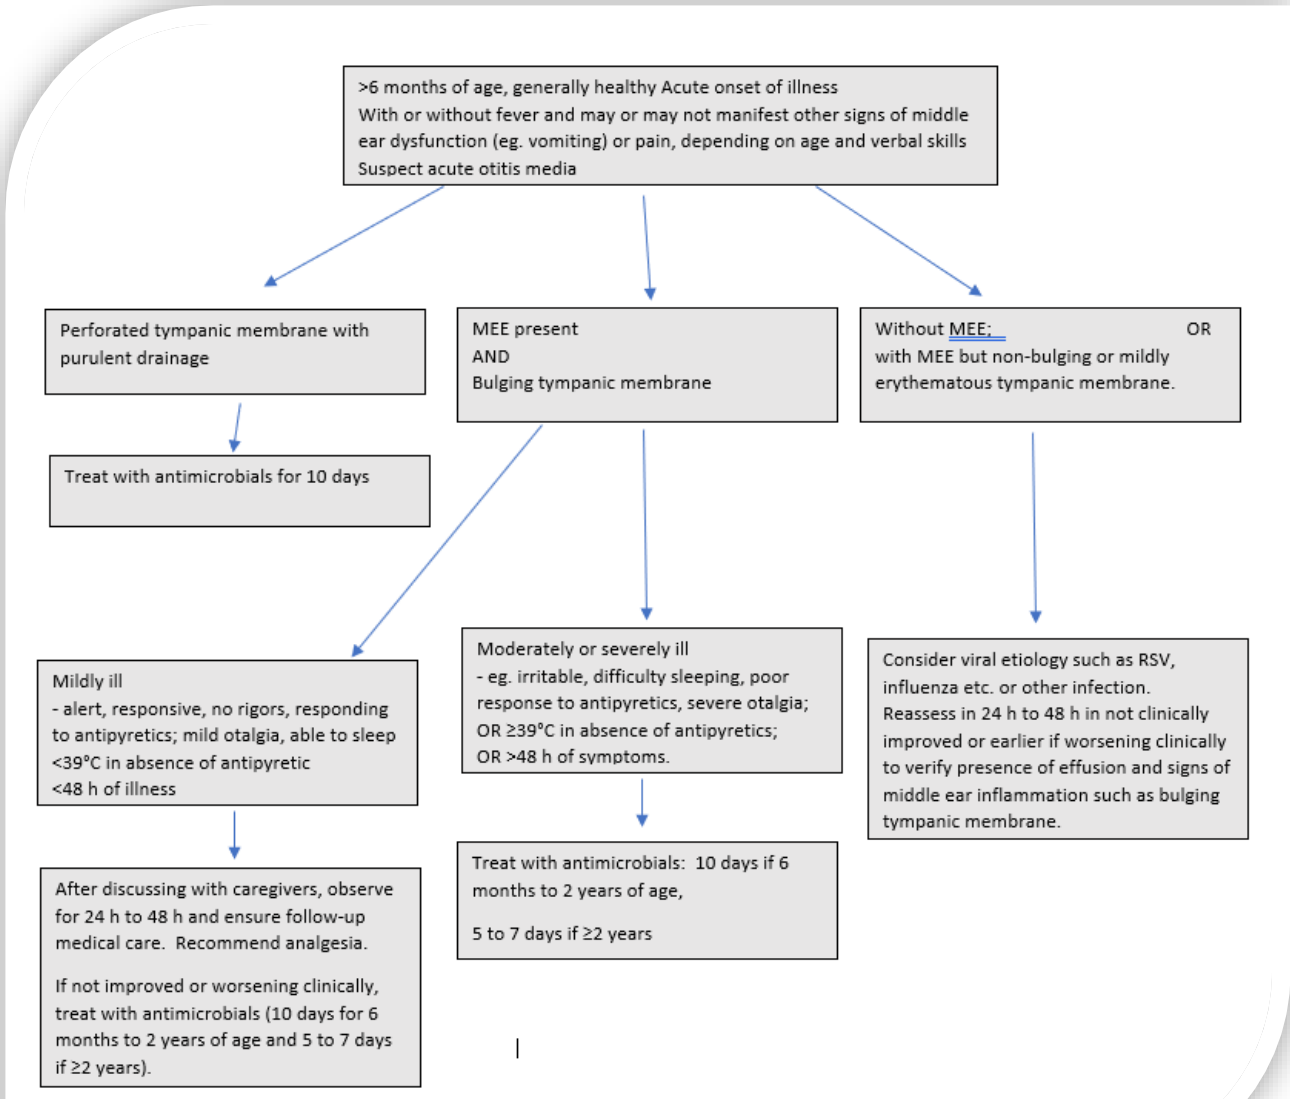 >6 months of age, generally healthy Acute onset of illness
With or without fever and may or may not manifest other signs of middle
ear dysfunction (eg. vomiting) or pain, depending on age and verbal skills
Suspect acute otitis media
Perforated tympanic membrane with
purulent drainage
Treat with antimicrobials for 10 days
MEE present
AND
Bulging tympanic membrane
Without MEE; OR
with MEE but non-bulging or mildly
erythematous tympanic membrane.
Mildly ill
- alert, responsive, no rigors, responding
to antipyretics; mild otalgia, able to sleep
<39°C in absence of antipyretic
<48 h of illness
After discussing with caregivers, observe
for 24 h to 48 h and ensure follow-up
medical care. Recommend analgesia.
If not improved or worsening clinically,
treat with antimicrobials (10 days for 6
months to 2 years of age and 5 to 7 days
if ≥2 years).
Moderately or severely ill
- eg. irritable, difficulty sleeping, poor
response to antipyretics, severe otalgia;
OR ≥39°C in absence of antipyretics;
OR >48 h of symptoms.
Treat with antimicrobials: 10 days if 6
months to 2 years of age,
5 to 7 days if ≥2 years
Consider viral etiology such as RSV,
influenza etc. or other infection.
Reassess in 24 h to 48 h in not clinically
improved or earlier if worsening clinically
to verify presence of effusion and signs of
middle ear inflammation such as bulging
tympanic membrane.